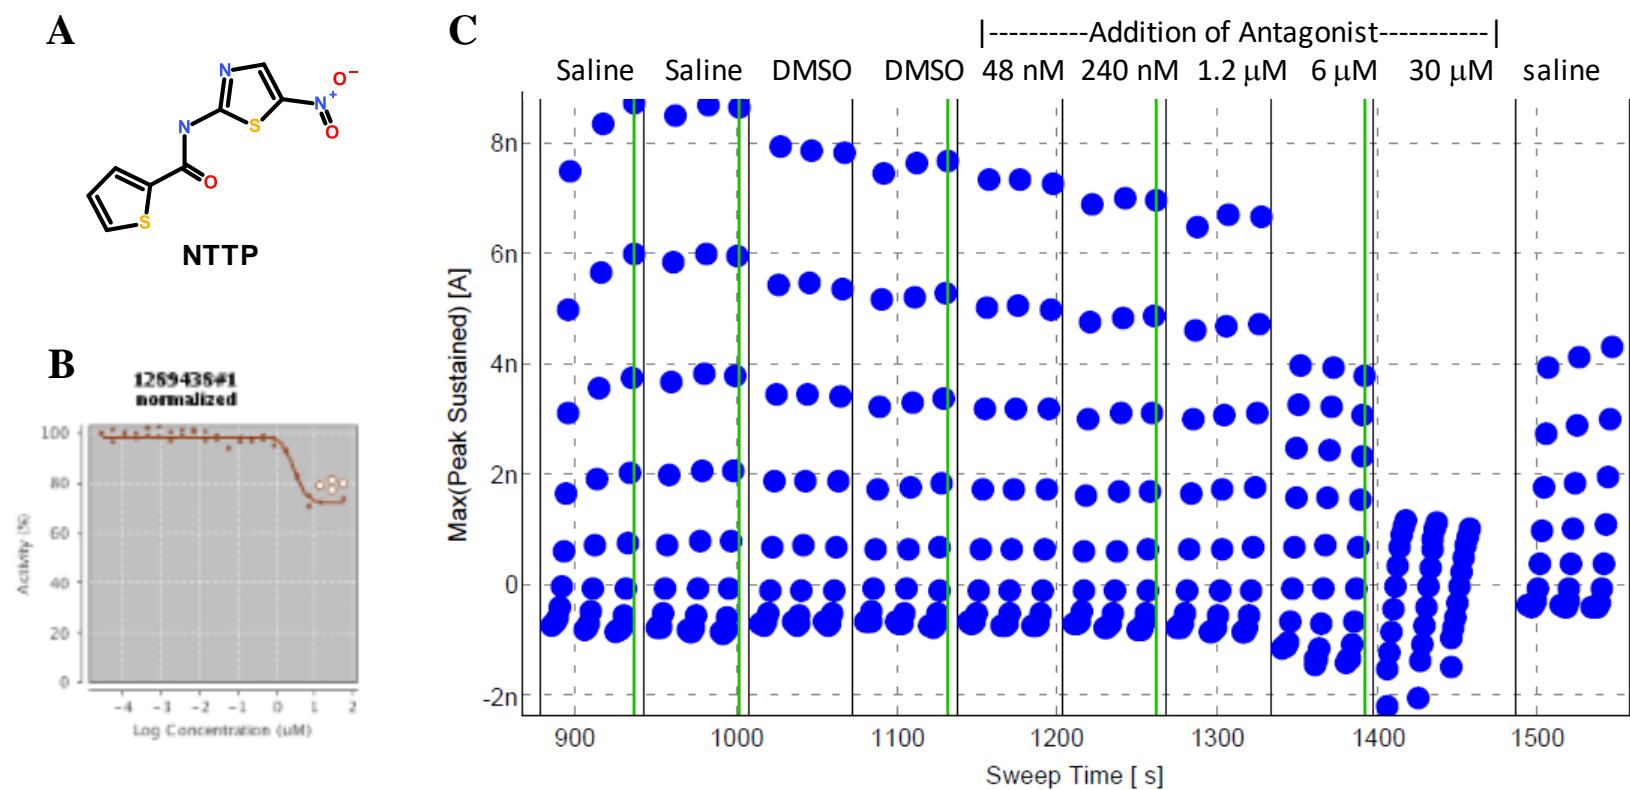 A
N
N
S
N+
O−
O
N
O
S
NTTP
B
1289438#1
normalized
100
80
60
40
20
0
Activity (%)
-4 -3 -2 -1 0 1 2
Log Concentration (uM)
C
|----------Addition of Antagonist-----------|
Saline Saline DMSO DMSO 48 nM 240 nM 1.2 μM 6 μM 30 μM saline
8n
6n
4n
2n
0
-2n
Max(Peak Sustained) [A]
900 1000 1100 1200 1300 1400 1500
Sweep Time [ s]